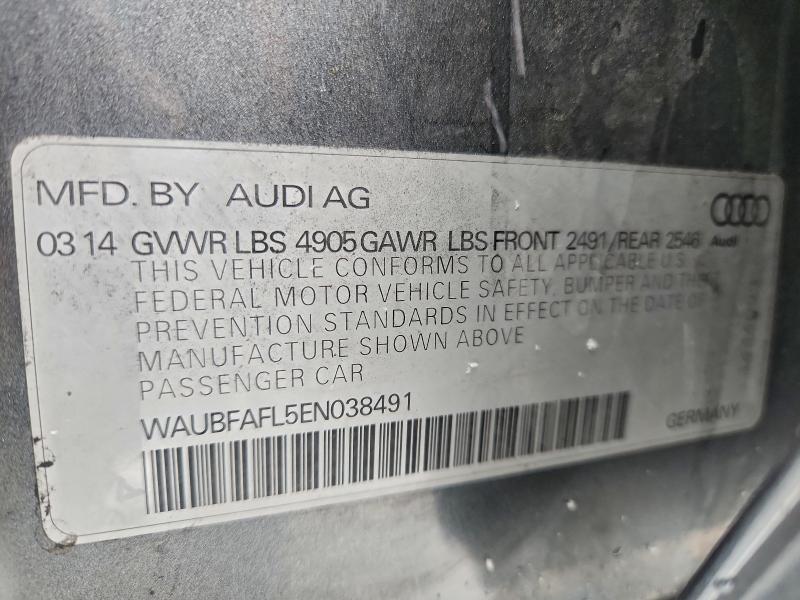 MFD. BY AUDI AG
03 14 GVWR LBS 4905 GAWR LBS FRONT 2491/REAR 2546
Audi
THIS VEHICLE CONFORMS TO ALL APPLICABLE U.S.
FEDERAL MOTOR VEHICLE SAFETY, BUMPER AND THEFT
PREVENTION STANDARDS IN EFFECT ON THE DATE OF
MANUFACTURE SHOWN ABOVE
PASSENGER CAR
WAUBFAFL5EN038491
GERMANY